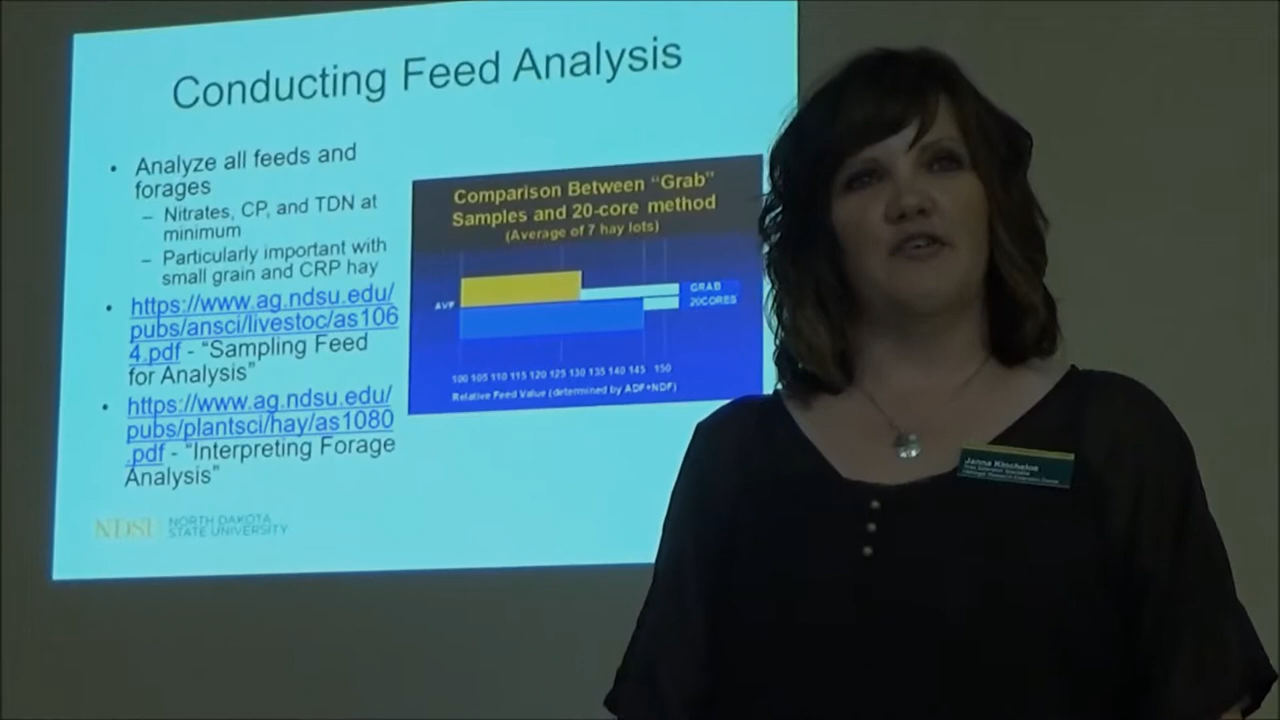 Conducting Feed Analysis
• Analyze all feeds and
forages
– Nitrates, CP, and TDN at
minimum
– Particularly important with
small grain and CRP hay
• https://www.ag.ndsu.edu/
pubs/ansci/livestoc/as106
4.pdf - “Sampling Feed
for Analysis”
• https://www.ag.ndsu.edu/
pubs/plantsci/hay/as1080
.pdf - “Interpreting Forage
Analysis”
NDSU NORTH DAKOTA
STATE UNIVERSITY
Comparison Between “Grab”
Samples and 20-core method
(Average of 7 hay lots)
GRAB
20CORES
100 105 110 115 120 125 130 135 140 145 150
Relative Feed Value (determined by ADF+NDF)
Janna